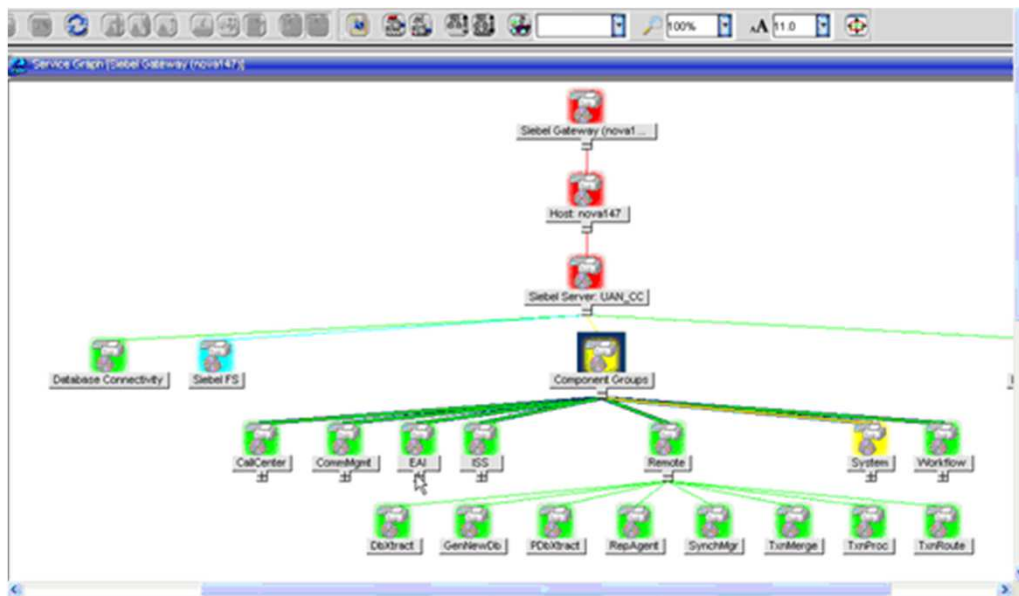 100%
11.0
Service Graph [Siebel Gateway (nova147)]
Siebel Gateway (nova1...
Host: nova147
Siebel Server: UAN_CC
Database Connectivity
Siebel FS
Component Groups
CallCenter
CommMgmt
EAI
ISS
Remote
System
Workflow
DbXtract
GenNewDb
PDbXtract
RepAgent
SynchMgr
TxnMerge
TxnProc
TxnRoute